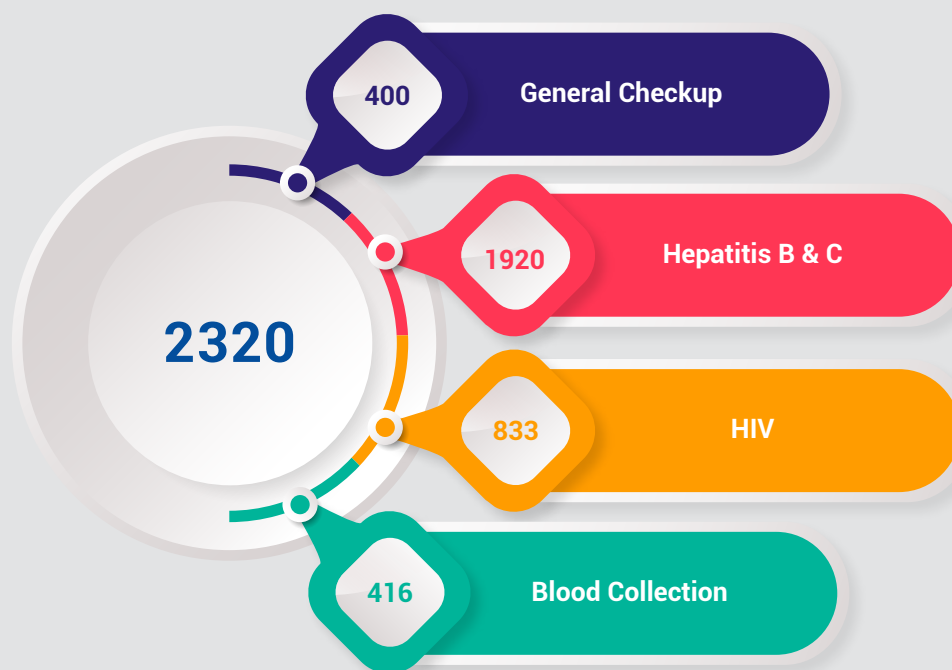 400
General Checkup
1920
Hepatitis B & C
2320
833
HIV
416
Blood Collection